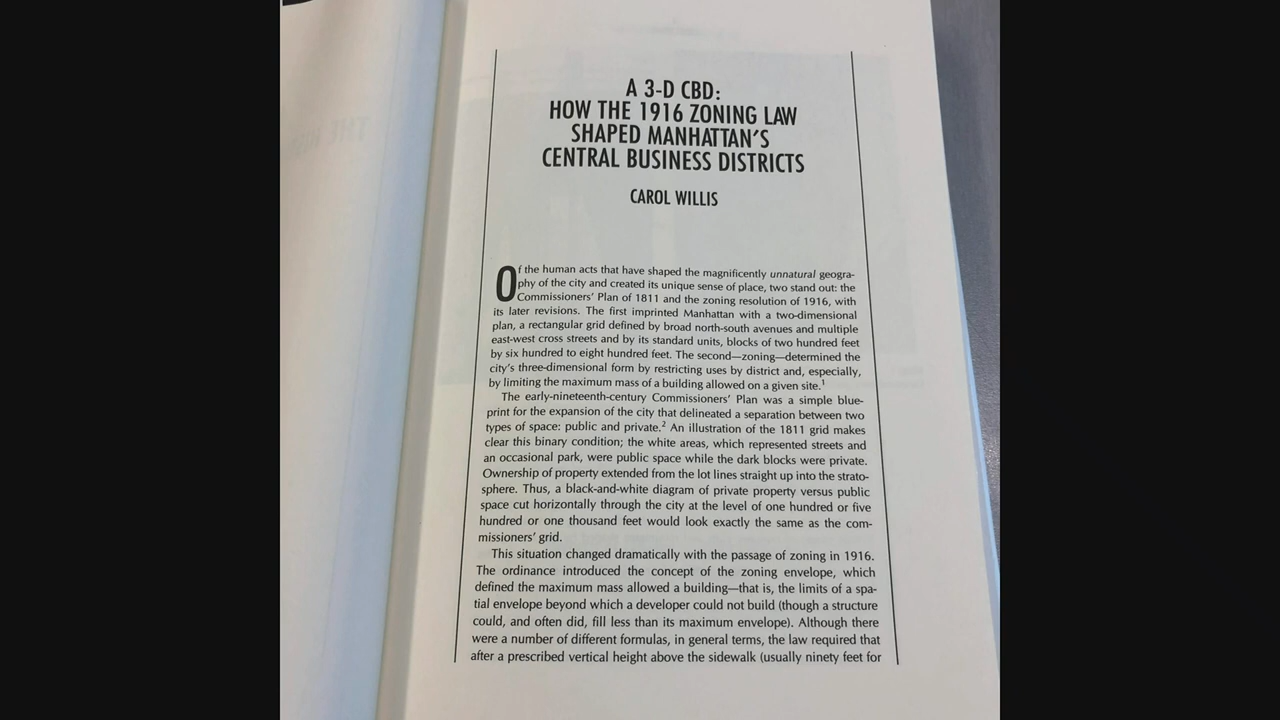 A 3-D CBD:
HOW THE 1916 ZONING LAW
SHAPED MANHATTAN'S
CENTRAL BUSINESS DISTRICTS
CAROL WILLIS
Of the human acts that have shaped the magnificently unnatural geogra-
phy of the city and created its unique sense of place, two stand out: the
Commissioners' Plan of 1811 and the zoning resolution of 1916, with
its later revisions. The first imprinted Manhattan with a two-dimensional
plan, a rectangular grid defined by broad north-south avenues and multiple
east-west cross streets and by its standard units, blocks of two hundred feet
by six hundred to eight hundred feet. The second—zoning—determined the
city's three-dimensional form by restricting uses by district and, especially,
by limiting the maximum mass of a building allowed on a given site.1
The early-nineteenth-century Commissioners' Plan was a simple blue-
print for the expansion of the city that delineated a separation between two
types of space: public and private.2 An illustration of the 1811 grid makes
clear this binary condition; the white areas, which represented streets and
an occasional park, were public space while the dark blocks were private.
Ownership of property extended from the lot lines straight up into the strato-
sphere. Thus, a black-and-white diagram of private property versus public
space cut horizontally through the city at the level of one hundred or five
hundred or one thousand feet would look exactly the same as the com-
missioners' grid.
This situation changed dramatically with the passage of zoning in 1916.
The ordinance introduced the concept of the zoning envelope, which
defined the maximum mass allowed a building—that is, the limits of a spa-
tial envelope beyond which a developer could not build (though a structure
could, and often did, fill less than its maximum envelope). Although there
were a number of different formulas, in general terms, the law required that
after a prescribed vertical height above the sidewalk (usually ninety feet for